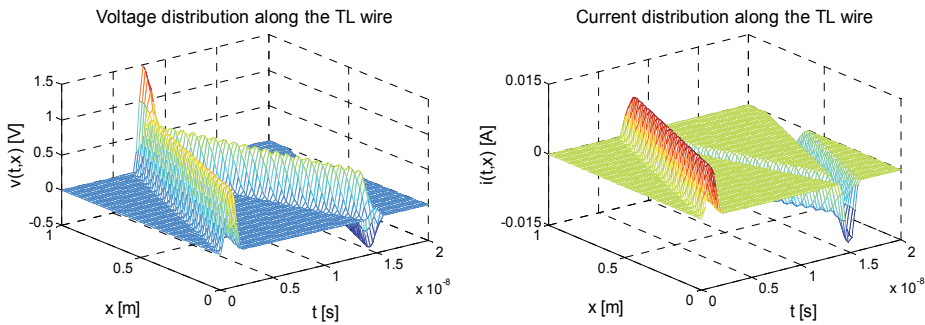 Voltage distribution along the TL wire
1.5
1
0.5
0
-0.5
v(t,x) [V]
1
0.5
0
x [m]
0
0.5
1
1.5
2
x 10⁻⁸
t [s]
Current distribution along the TL wire
0.015
0
-0.015
i(t,x) [A]
1
0.5
0
x [m]
0
0.5
1
1.5
2
x 10⁻⁸
t [s]